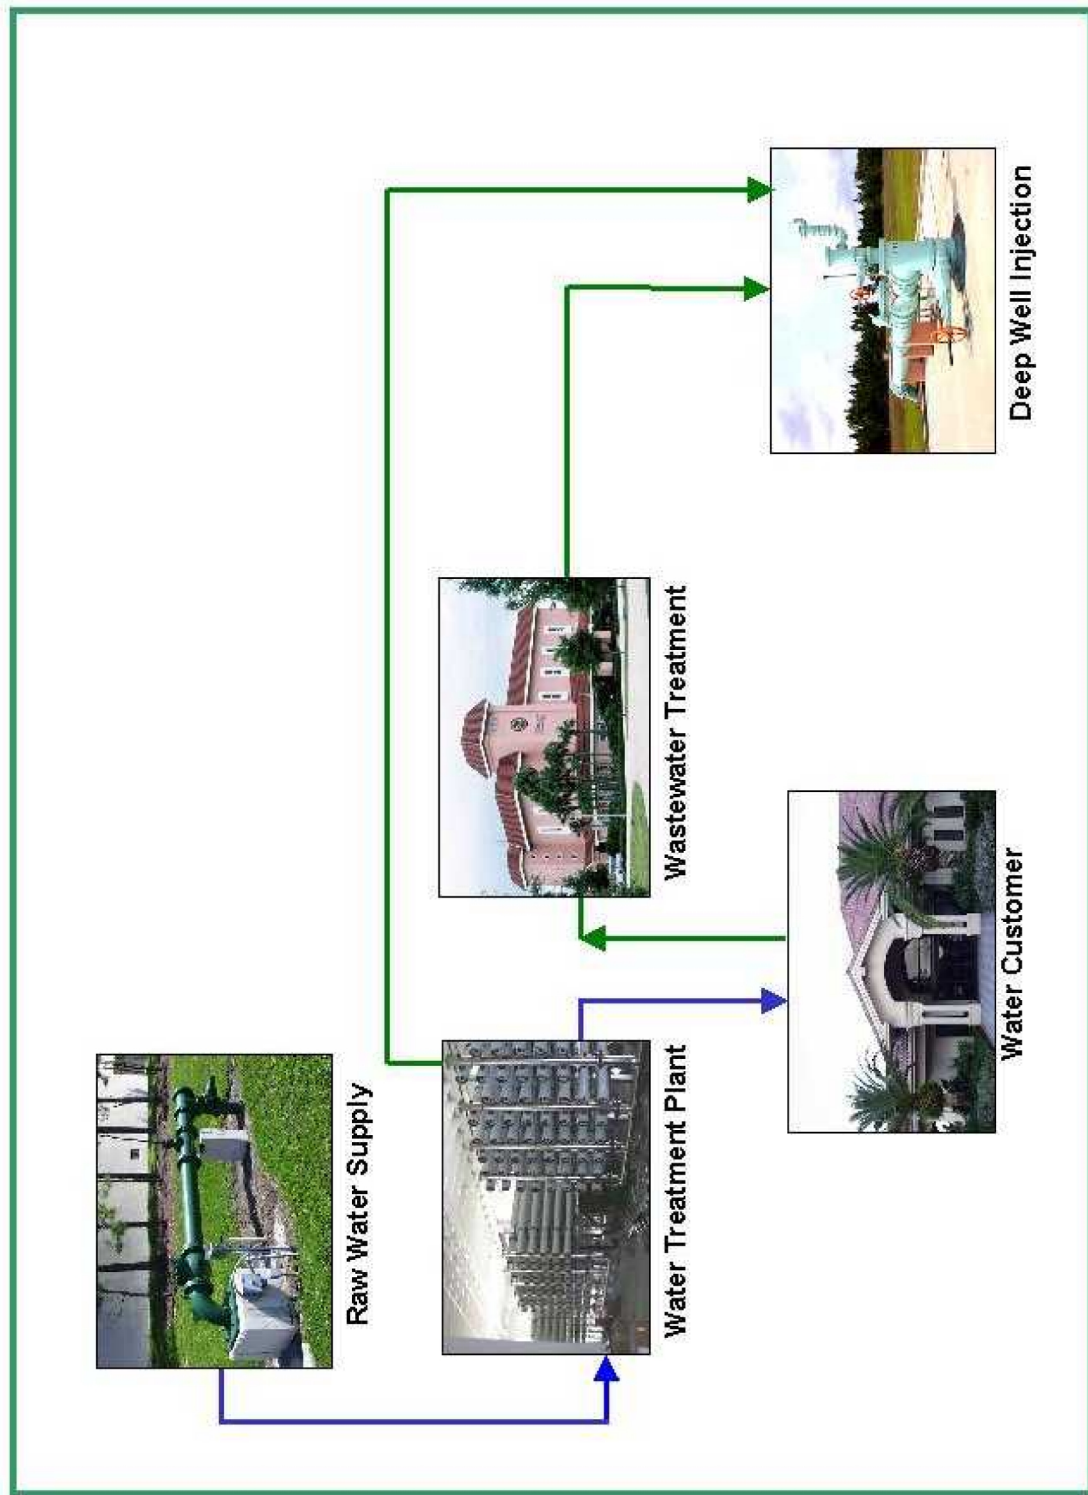 Raw Water Supply
Water Treatment Plant
Wastewater Treatment
Water Customer
Deep Well Injection